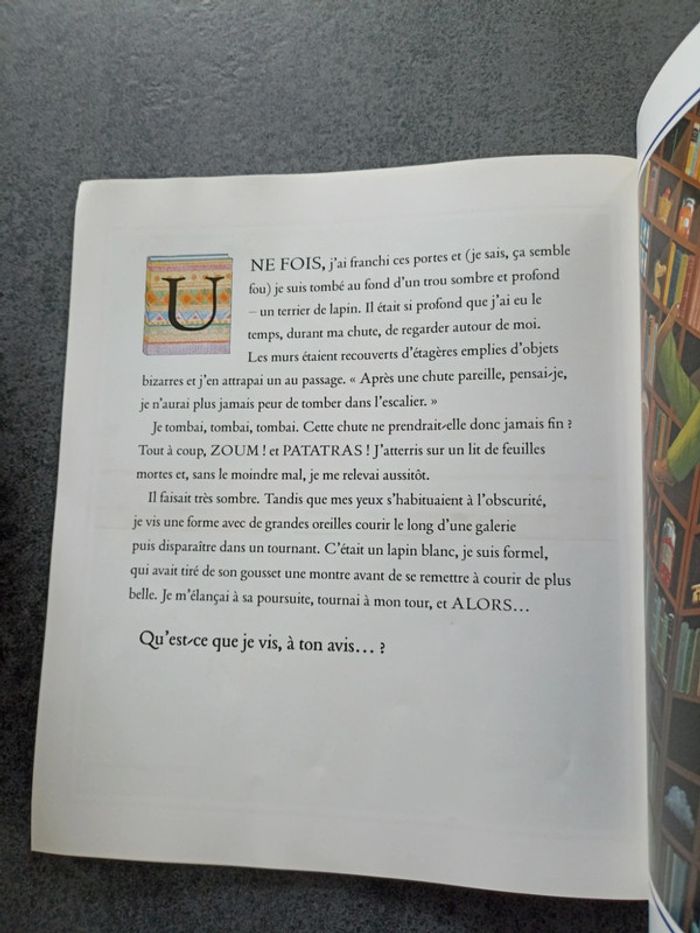 UNE FOIS, j'ai franchi ces portes et (je sais, ça semble
fou) je suis tombé au fond d'un trou sombre et profond
– un terrier de lapin. Il était si profond que j'ai eu le
temps, durant ma chute, de regarder autour de moi.
Les murs étaient recouverts d'étagères emplies d'objets
bizarres et j'en attrapai un au passage. « Après une chute pareille, pensai-je,
je n'aurai plus jamais peur de tomber dans l'escalier. »
Je tombai, tombai, tombai. Cette chute ne prendrait-elle donc jamais fin ?
Tout à coup, ZOUM ! et PATATRAS ! J'atterris sur un lit de feuilles
mortes et, sans le moindre mal, je me relevai aussitôt.
Il faisait très sombre. Tandis que mes yeux s'habituaient à l'obscurité,
je vis une forme avec de grandes oreilles courir le long d'une galerie
puis disparaître dans un tournant. C'était un lapin blanc, je suis formel,
qui avait tiré de son gousset une montre avant de se remettre à courir de plus
belle. Je m'élançai à sa poursuite, tournai à mon tour, et ALORS...
Qu'est-ce que je vis, à ton avis... ?